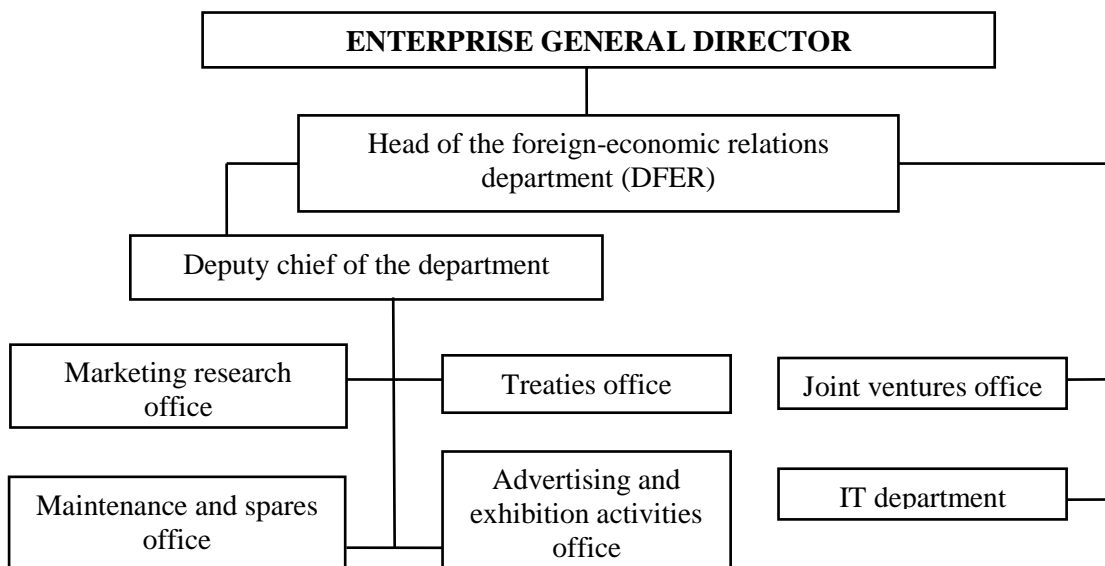 ENTERPRISE GENERAL DIRECTOR
Head of the foreign-economic relations
department (DFER)
Deputy chief of the department
Marketing research
office
Treaties office
Joint ventures office
Maintenance and spares
office
Advertising and
exhibition activities
office
IT department